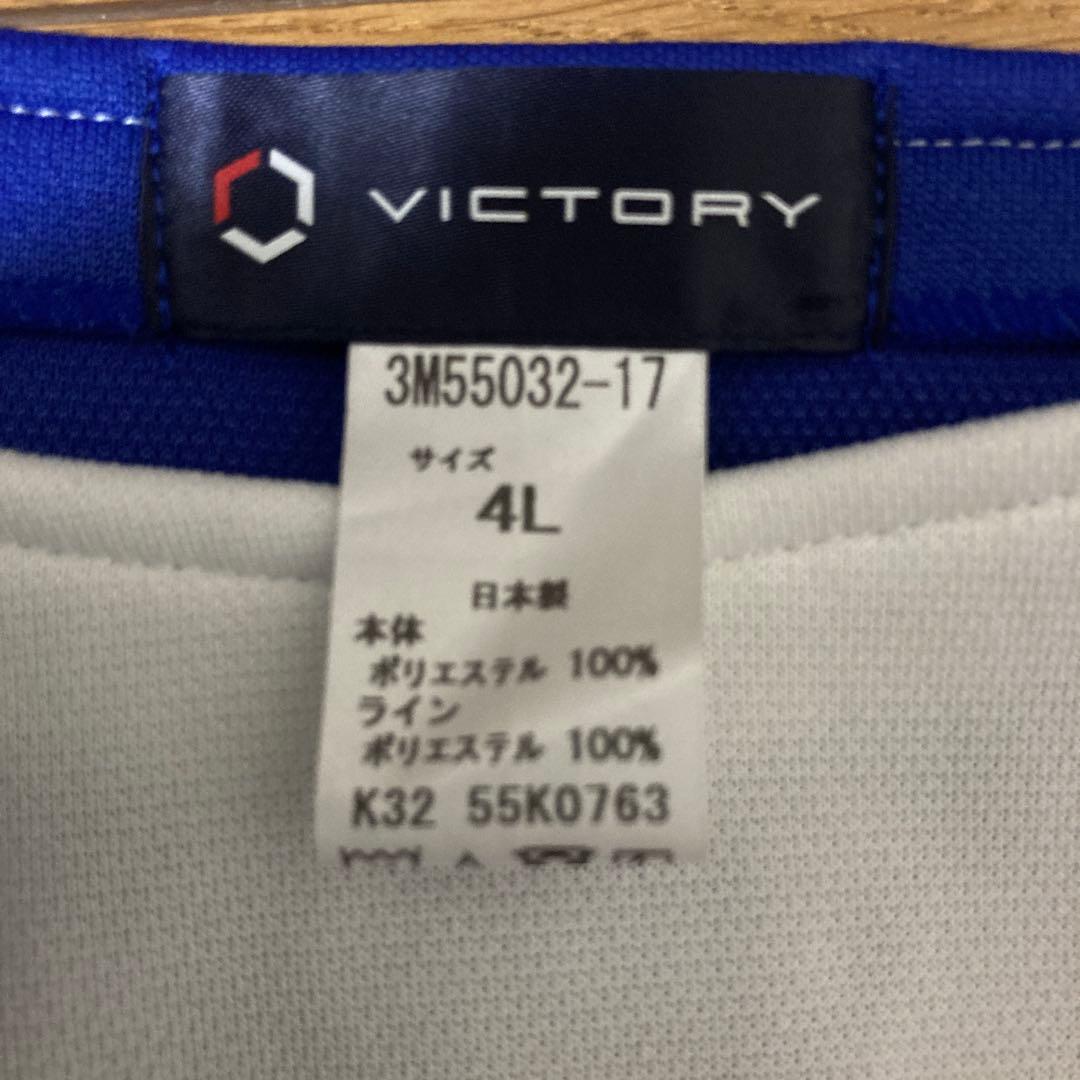 VICTORY
3M55032-17
サイズ
4L
日本製
本体
ポリエステル 100%
ライン
ポリエステル 100%
K32 55K0763